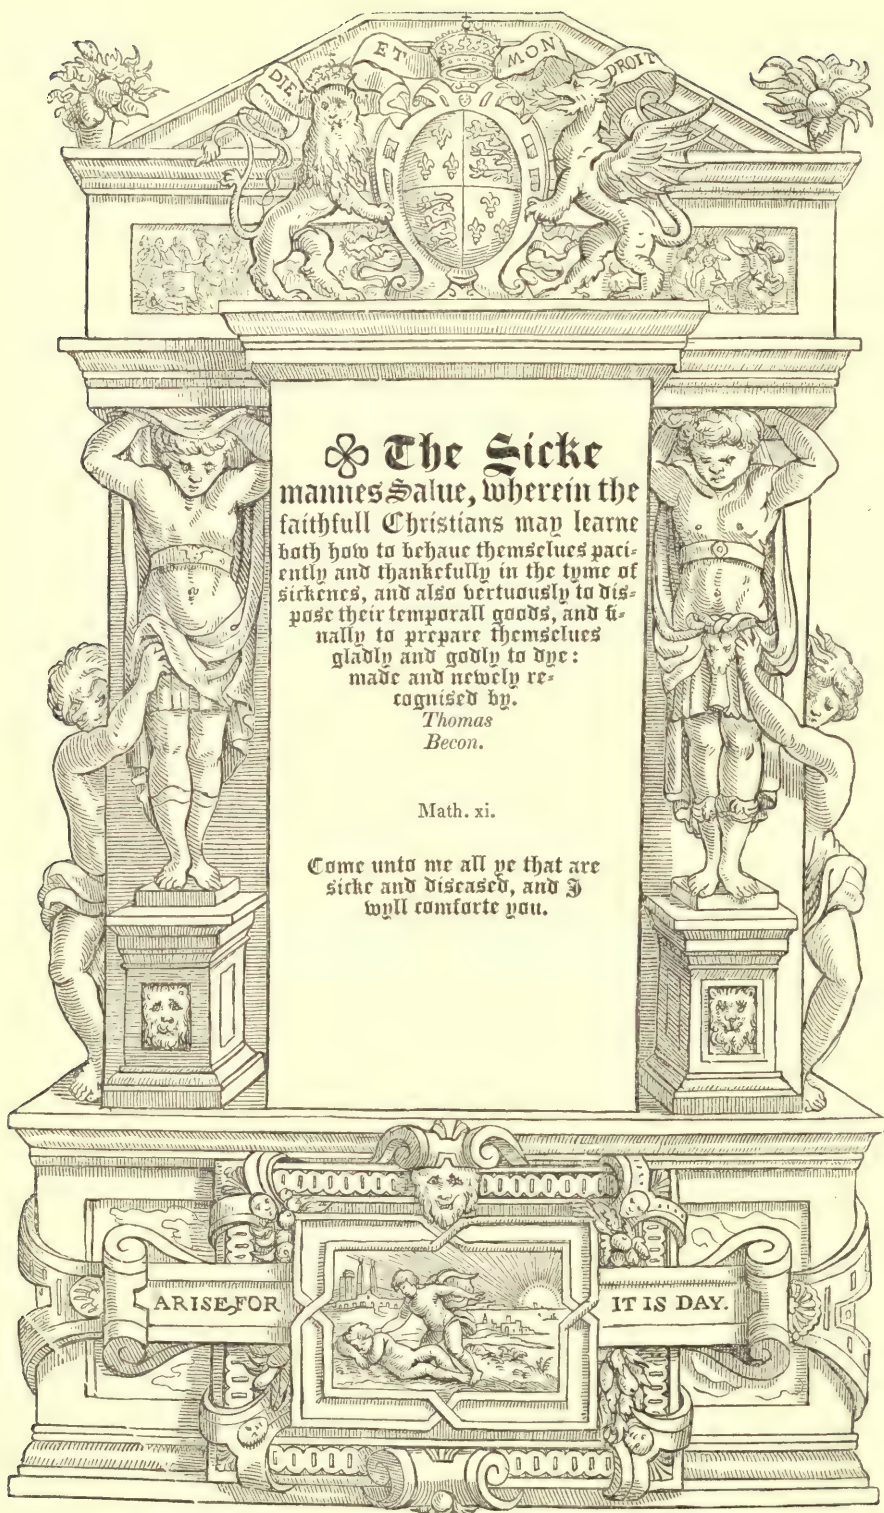 DIEV ET MON DROIT
The Sicke
mannes Salue, wherein the
faithfull Christians may learne
both how to behaue themselues paci=
ently and thankefully in the tyme of
sickenes, and also vertuously to dis=
pose their temporall goods, and fi=
nally to prepare themselues
gladly and godly to dye:
made and newely re=
cognised by.
Thomas
Becon.
Math. xi.
Come unto me all ye that are
sicke and diseased, and I
wyll comforte you.
ARISE, FOR IT IS DAY.